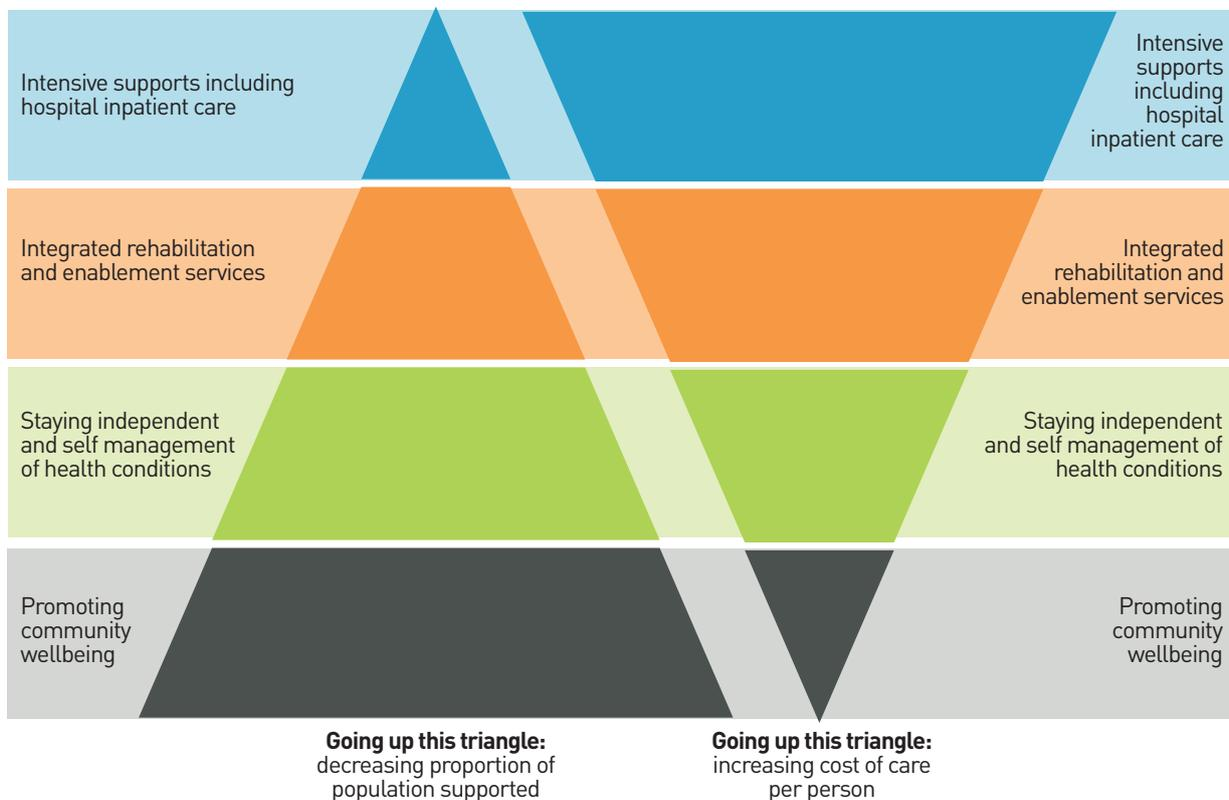 Intensive supports including
hospital inpatient care
Intensive
supports
including
hospital
inpatient care
Integrated rehabilitation
and enablement services
Integrated
rehabilitation and
enablement services
Staying independent
and self management
of health conditions
Staying independent
and self management of
health conditions
Promoting
community
wellbeing
Promoting
community
wellbeing
Going up this triangle:
decreasing proportion of
population supported
Going up this triangle:
increasing cost of care
per person